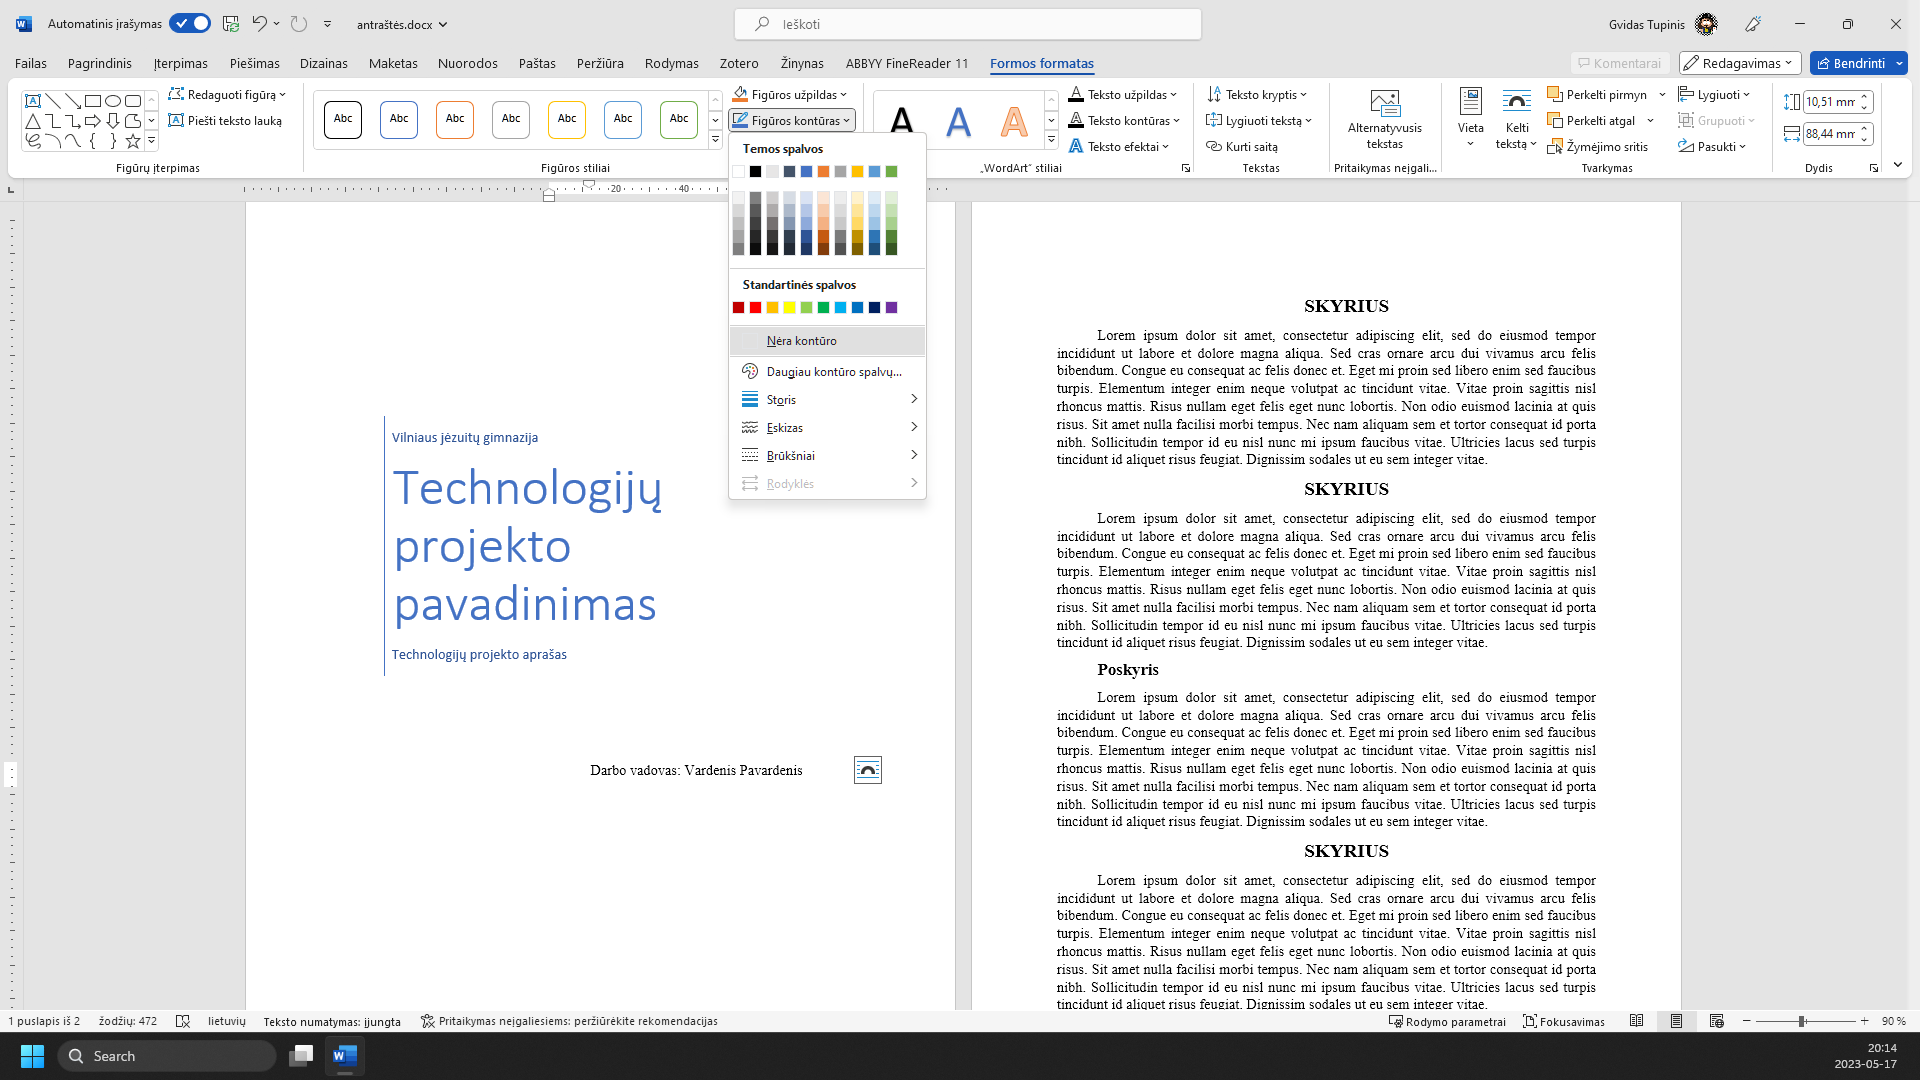 Automatinis įrašymas
antraštės.docx
Ieškoti
Gvidas Tupinis
Failas
Pagrindinis
Įterpimas
Piešimas
Dizainas
Maketas
Nuorodos
Paštas
Peržiūra
Rodymas
Zotero
Žinynas
ABBYY FineReader 11
Formos formatas
Komentarai
Redagavimas
Bendrinti
Redaguoti figūrą
Piešti teksto lauką
Figūrų įterpimas
Abc Abc Abc Abc Abc Abc Abc
Figūros stiliai
Figūros užpildas
Figūros kontūras
A A A
„WordArt“ stiliai
Teksto užpildas
Teksto kontūras
Teksto efektai
Teksto kryptis
Lygiuoti tekstą
Kurti saitą
Tekstas
Alternatyvusis
tekstas
Pritaikymas neįgali...
Vieta
Kelti
tekstą
Perkelti pirmyn
Perkelti atgal
Žymėjimo sritis
Lygiuoti
Grupuoti
Pasukti
Tvarkymas
10,51 mm
88,44 mm
Dydis
20
40
Temos spalvos
Standartinės spalvos
Nėra kontūro
Daugiau kontūro spalvų...
Storis
Eskizas
Brūkšniai
Rodyklės
Vilniaus jėzuitų gimnazija
Technologijų
projekto
pavadinimas
Technologijų projekto aprašas
Darbo vadovas: Vardenis Pavardenis
SKYRIUS
Lorem ipsum dolor sit amet, consectetur adipiscing elit, sed do eiusmod tempor
incididunt ut labore et dolore magna aliqua. Sed cras ornare arcu dui vivamus arcu felis
bibendum. Congue eu consequat ac felis donec et. Eget mi proin sed libero enim sed faucibus
turpis. Elementum integer enim neque volutpat ac tincidunt vitae. Vitae proin sagittis nisl
rhoncus mattis. Risus nullam eget felis eget nunc lobortis. Non odio euismod lacinia at quis
risus. Sit amet nulla facilisi morbi tempus. Nec nam aliquam sem et tortor consequat id porta
nibh. Sollicitudin tempor id eu nisl nunc mi ipsum faucibus vitae. Ultricies lacus sed turpis
tincidunt id aliquet risus feugiat. Dignissim sodales ut eu sem integer vitae.
SKYRIUS
Lorem ipsum dolor sit amet, consectetur adipiscing elit, sed do eiusmod tempor
incididunt ut labore et dolore magna aliqua. Sed cras ornare arcu dui vivamus arcu felis
bibendum. Congue eu consequat ac felis donec et. Eget mi proin sed libero enim sed faucibus
turpis. Elementum integer enim neque volutpat ac tincidunt vitae. Vitae proin sagittis nisl
rhoncus mattis. Risus nullam eget felis eget nunc lobortis. Non odio euismod lacinia at quis
risus. Sit amet nulla facilisi morbi tempus. Nec nam aliquam sem et tortor consequat id porta
nibh. Sollicitudin tempor id eu nisl nunc mi ipsum faucibus vitae. Ultricies lacus sed turpis
tincidunt id aliquet risus feugiat. Dignissim sodales ut eu sem integer vitae.
Poskyris
Lorem ipsum dolor sit amet, consectetur adipiscing elit, sed do eiusmod tempor
incididunt ut labore et dolore magna aliqua. Sed cras ornare arcu dui vivamus arcu felis
bibendum. Congue eu consequat ac felis donec et. Eget mi proin sed libero enim sed faucibus
turpis. Elementum integer enim neque volutpat ac tincidunt vitae. Vitae proin sagittis nisl
rhoncus mattis. Risus nullam eget felis eget nunc lobortis. Non odio euismod lacinia at quis
risus. Sit amet nulla facilisi morbi tempus. Nec nam aliquam sem et tortor consequat id porta
nibh. Sollicitudin tempor id eu nisl nunc mi ipsum faucibus vitae. Ultricies lacus sed turpis
tincidunt id aliquet risus feugiat. Dignissim sodales ut eu sem integer vitae.
SKYRIUS
Lorem ipsum dolor sit amet, consectetur adipiscing elit, sed do eiusmod tempor
incididunt ut labore et dolore magna aliqua. Sed cras ornare arcu dui vivamus arcu felis
bibendum. Congue eu consequat ac felis donec et. Eget mi proin sed libero enim sed faucibus
turpis. Elementum integer enim neque volutpat ac tincidunt vitae. Vitae proin sagittis nisl
rhoncus mattis. Risus nullam eget felis eget nunc lobortis. Non odio euismod lacinia at quis
risus. Sit amet nulla facilisi morbi tempus. Nec nam aliquam sem et tortor consequat id porta
nibh. Sollicitudin tempor id eu nisl nunc mi ipsum faucibus vitae. Ultricies lacus sed turpis
tincidunt id aliquet risus feugiat. Dignissim sodales ut eu sem integer vitae.
1 puslapis iš 2
žodžių: 472
lietuvių
Teksto numatymas: įjungta
Pritaikymas neįgaliesiems: peržiūrėkite rekomendacijas
Rodymo parametrai
Fokusavimas
90 %
Search
20:14
2023-05-17